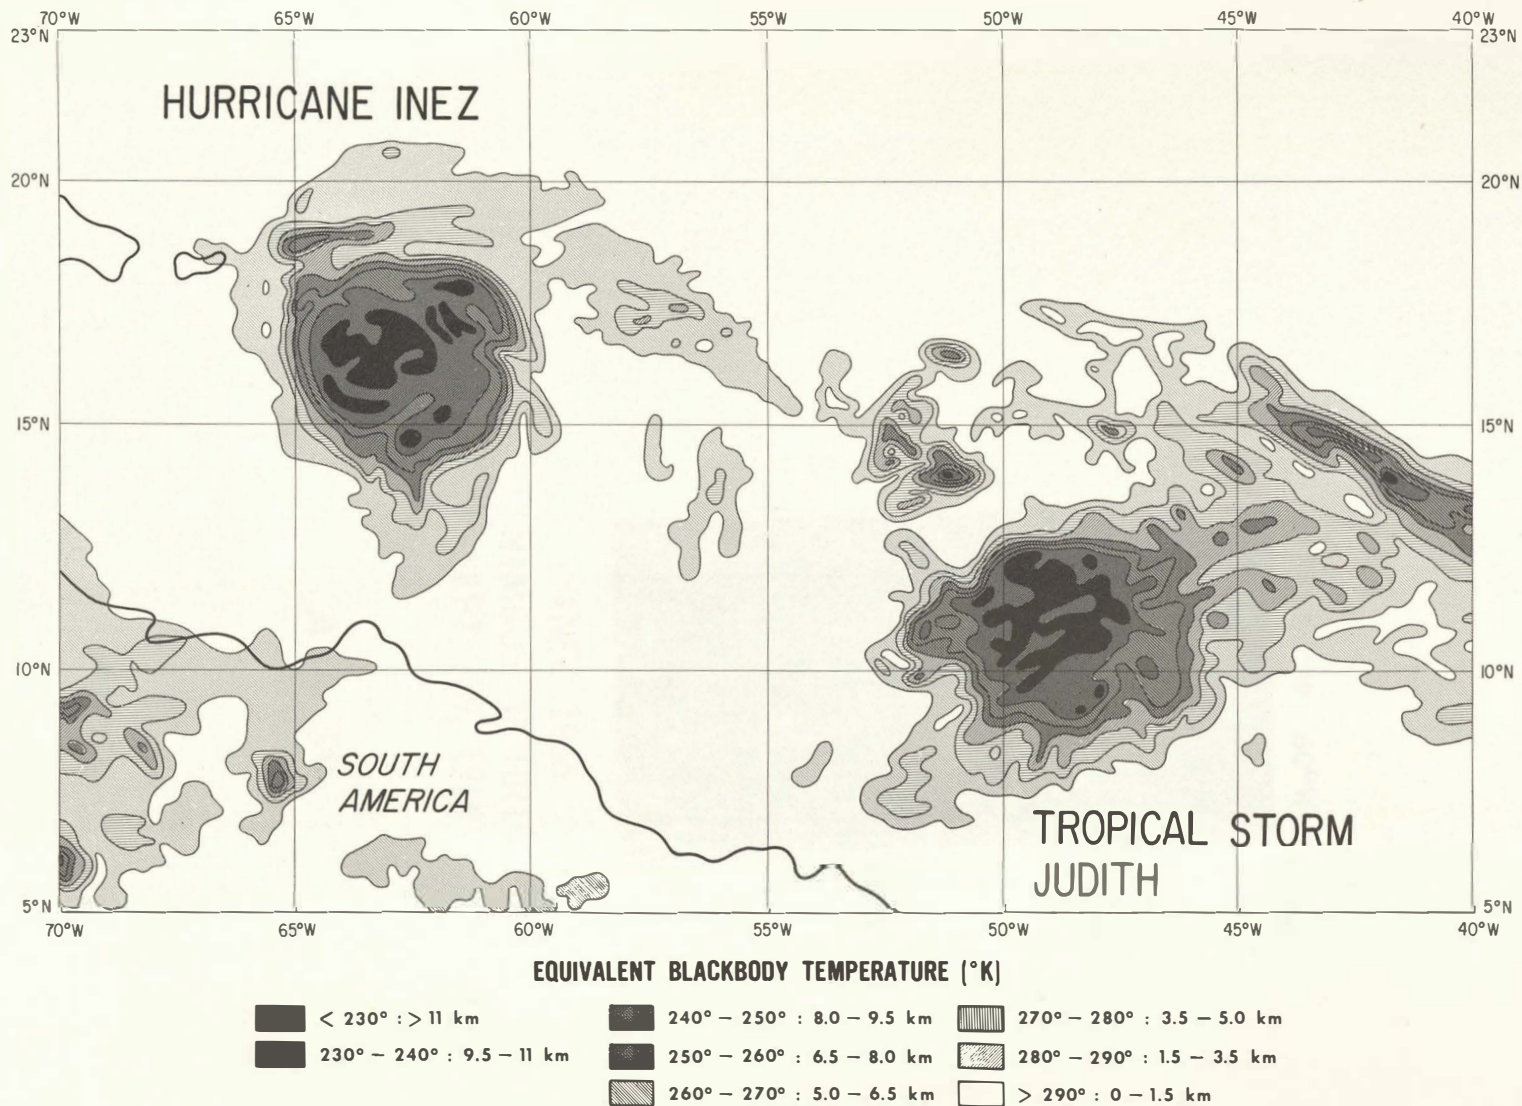 70°W 65°W 60°W 55°W 50°W 45°W 40°W
23°N 23°N
HURRICANE INEZ
20°N 20°N
15°N 15°N
10°N 10°N
SOUTH
AMERICA
TROPICAL STORM
JUDITH
5°N 5°N
70°W 65°W 60°W 55°W 50°W 45°W 40°W
EQUIVALENT BLACKBODY TEMPERATURE (°K)
< 230° : > 11 km 240° – 250° : 8.0 – 9.5 km 270° – 280° : 3.5 – 5.0 km
230° – 240° : 9.5 – 11 km 250° – 260° : 6.5 – 8.0 km 280° – 290° : 1.5 – 3.5 km
260° – 270° : 5.0 – 6.5 km > 290° : 0 – 1.5 km